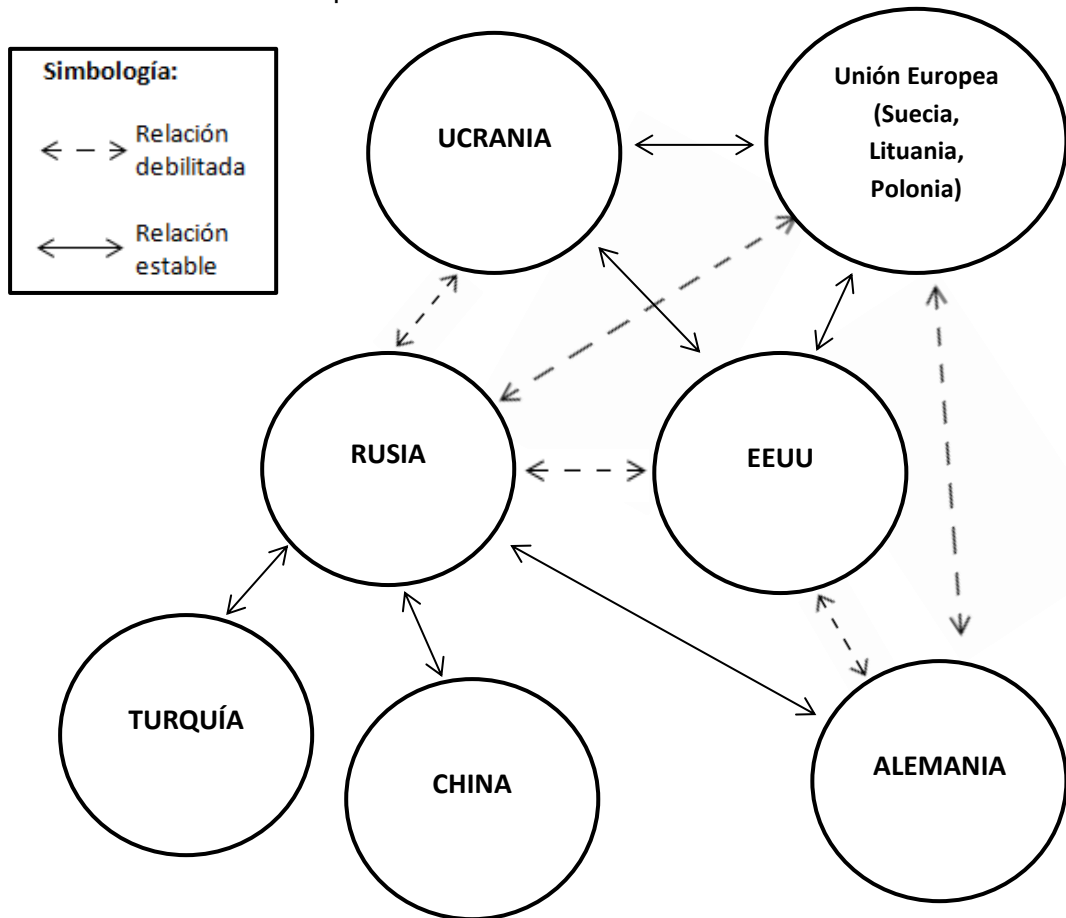 Simbología:
Relación
debilitada
Relación
estable
UCRANIA
Unión Europea
(Suecia,
Lituania,
Polonia)
RUSIA
EEUU
TURQUÍA
CHINA
ALEMANIA